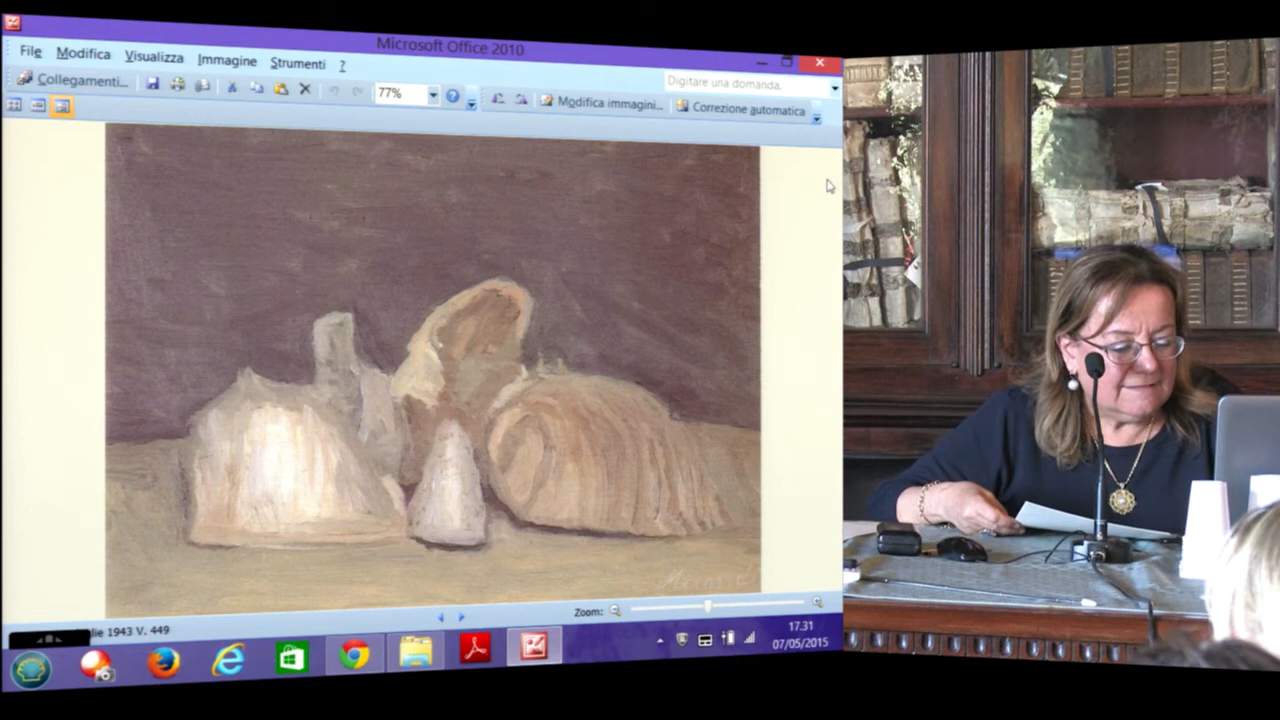 Microsoft Office 2010
File Modifica Visualizza Immagine Strumenti ?
Digitare una domanda.
Collegamenti... 77% Modifica immagini... Correzione automatica
1943 V. 449
Zoom:
17.31
07/05/2015